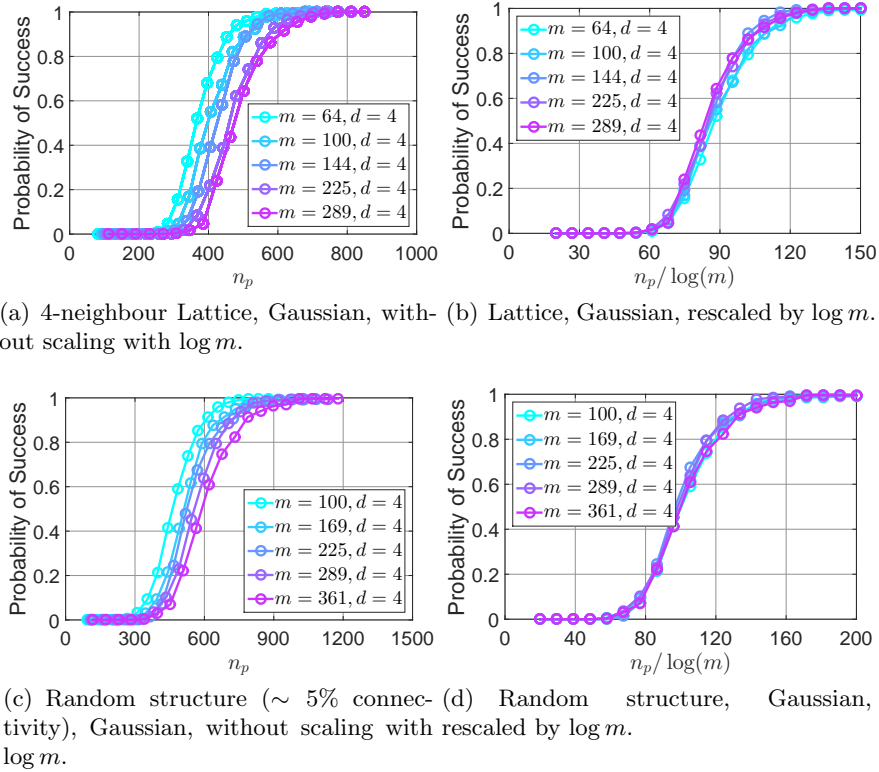 Probability of Success
1
0.8
0.6
0.4
0.2
0
m = 64, d = 4
m = 100, d = 4
m = 144, d = 4
m = 225, d = 4
m = 289, d = 4
0 200 400 600 800 1000
n_p
Probability of Success
1
0.8
0.6
0.4
0.2
0
m = 64, d = 4
m = 100, d = 4
m = 144, d = 4
m = 225, d = 4
m = 289, d = 4
0 30 60 90 120 150
n_p / log(m)
(a) 4-neighbour Lattice, Gaussian, with-
out scaling with log m.
(b) Lattice, Gaussian, rescaled by log m.
Probability of Success
1
0.8
0.6
0.4
0.2
0
m = 100, d = 4
m = 169, d = 4
m = 225, d = 4
m = 289, d = 4
m = 361, d = 4
0 300 600 900 1200 1500
n_p
Probability of Success
1
0.8
0.6
0.4
0.2
0
m = 100, d = 4
m = 169, d = 4
m = 225, d = 4
m = 289, d = 4
m = 361, d = 4
0 40 80 120 160 200
n_p / log(m)
(c) Random structure (∼ 5% connec-
tivity), Gaussian, without scaling with
log m.
(d) Random structure, Gaussian,
rescaled by log m.